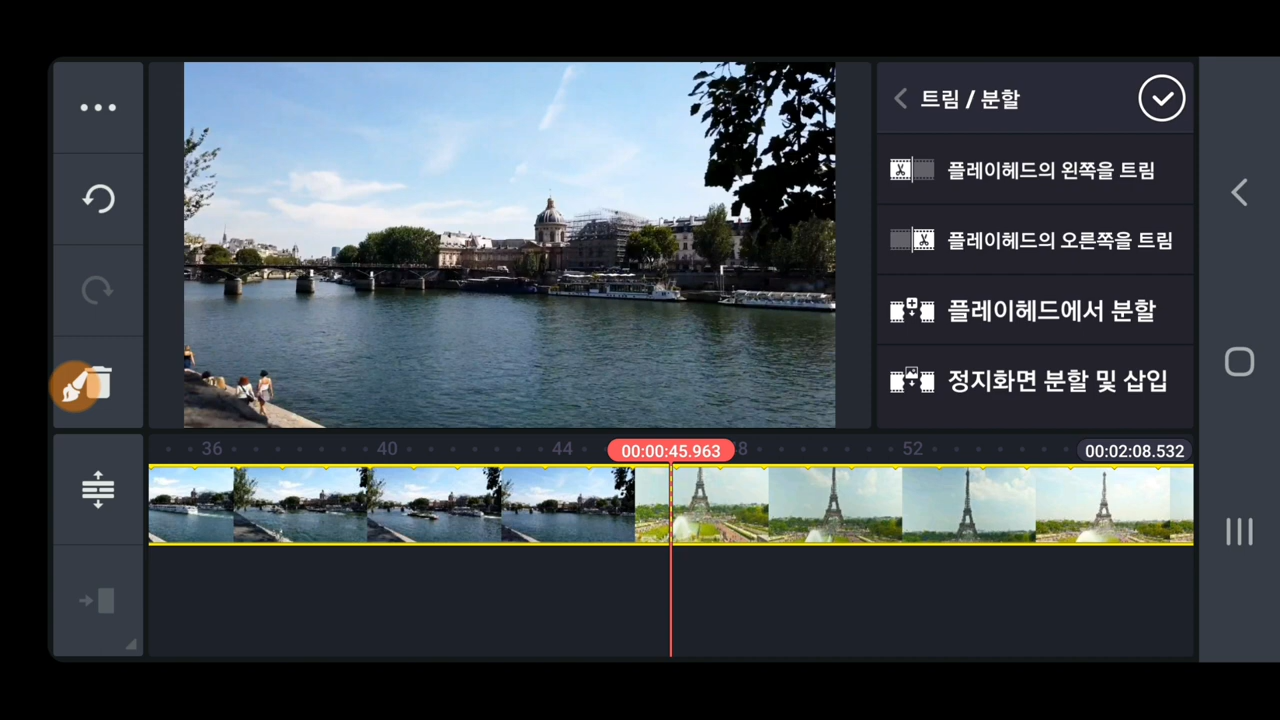 트림 / 분할
플레이헤드의 왼쪽을 트림
플레이헤드의 오른쪽을 트림
플레이헤드에서 분할
정지화면 분할 및 삽입
36 40 44 00:00:45.963 8 52 00:02:08.532